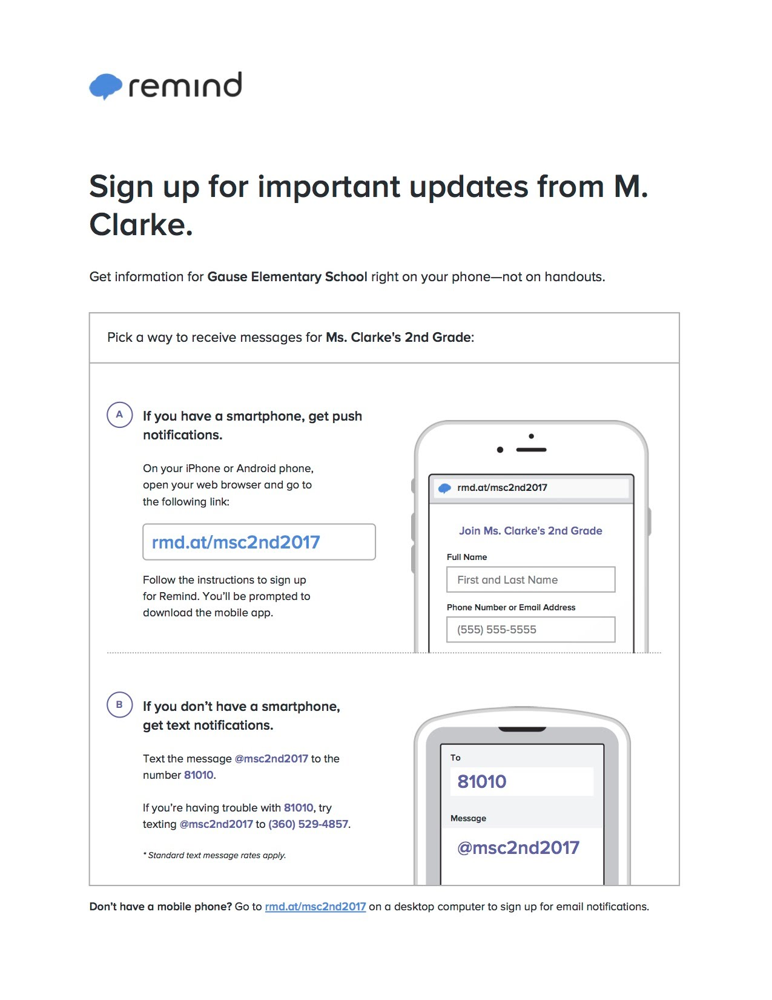 remind
Sign up for important updates from M.
Clarke.
Get information for Gause Elementary School right on your phone—not on handouts.
Pick a way to receive messages for Ms. Clarke's 2nd Grade:
A
If you have a smartphone, get push
notifications.
On your iPhone or Android phone,
open your web browser and go to
the following link:
rmd.at/msc2nd2017
Follow the instructions to sign up
for Remind. You’ll be prompted to
download the mobile app.
rmd.at/msc2nd2017
Join Ms. Clarke's 2nd Grade
Full Name
First and Last Name
Phone Number or Email Address
(555) 555-5555
B
If you don’t have a smartphone,
get text notifications.
Text the message @msc2nd2017 to the
number 81010.
If you’re having trouble with 81010, try
texting @msc2nd2017 to (360) 529-4857.
* Standard text message rates apply.
To
81010
Message
@msc2nd2017
Don’t have a mobile phone? Go to rmd.at/msc2nd2017 on a desktop computer to sign up for email notifications.